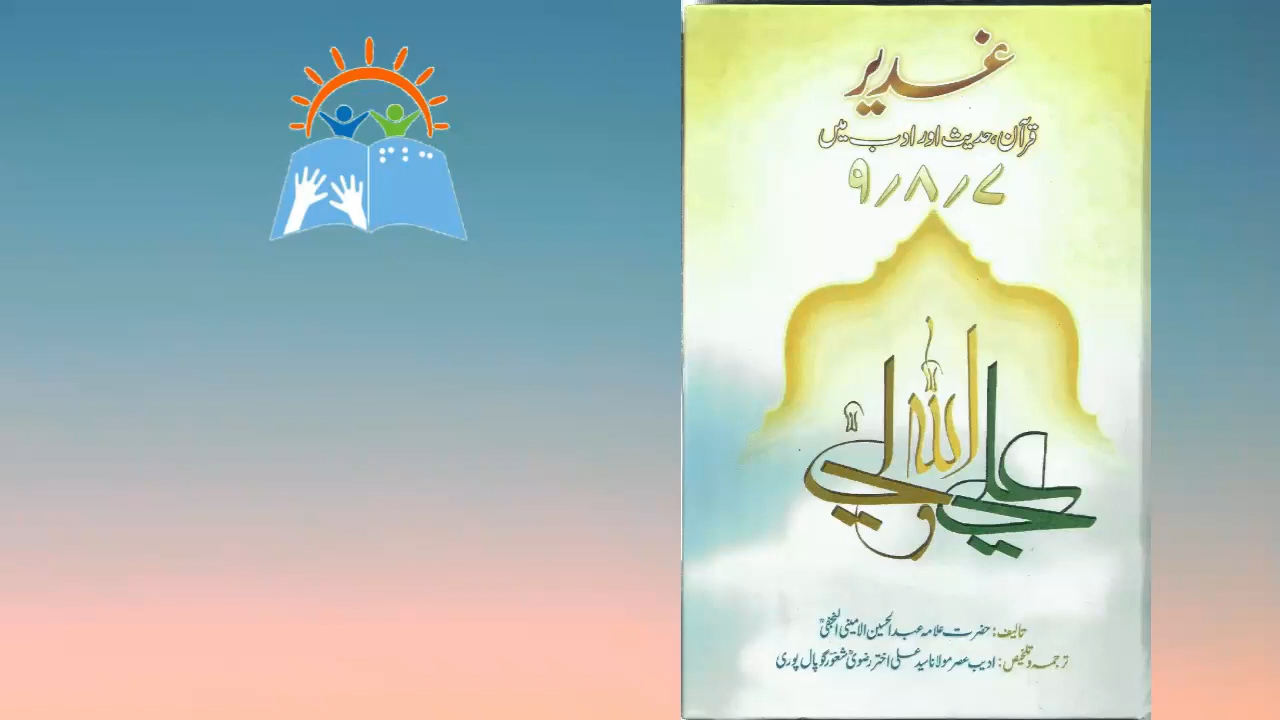 غدیر
قرآن، حدیث اور ادب میں
۷/۸/۹
علی ولی اللہ
تالیف: حضرت علامہ عبدالحسین الامینی النجفیؒ
ترجمہ و تلخیص: ادیب عصر مولانا سید علی اختر رضویؒ شعور گوپال پوری